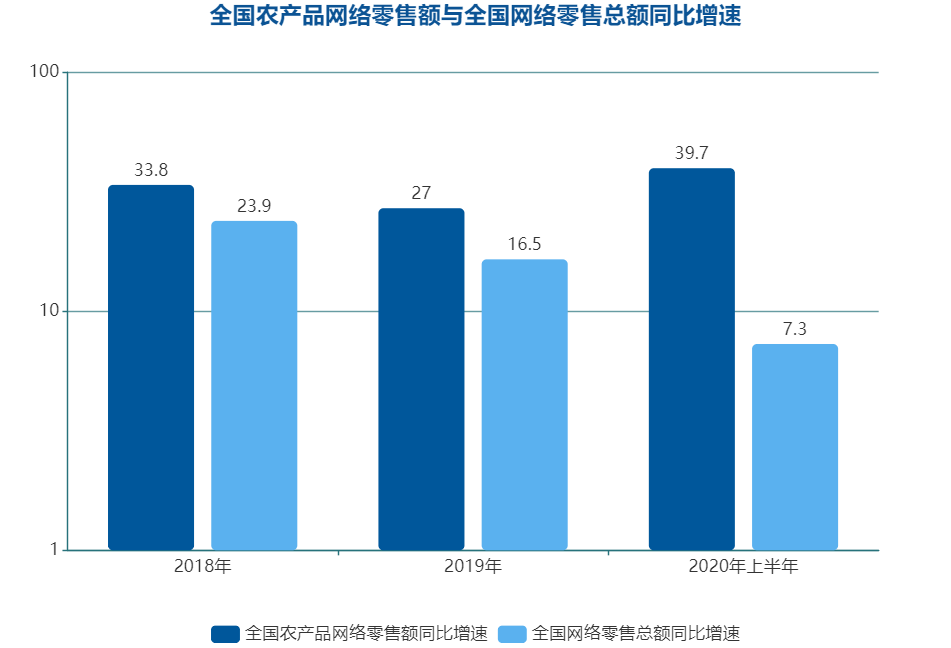 全国农产品网络零售额与全国网络零售总额同比增速
100
10
1
33.8
23.9
27
16.5
39.7
7.3
2018年
2019年
2020年上半年
全国农产品网络零售额同比增速
全国网络零售总额同比增速